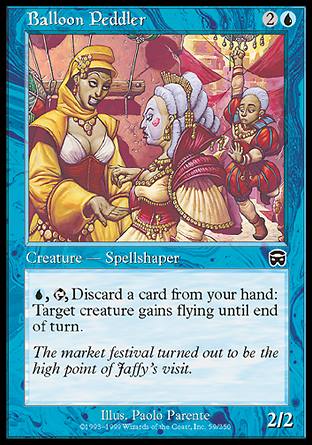 Balloon Peddler 2
Creature — Spellshaper
, , Discard a card from your hand:
Target creature gains flying until end
of turn.
The market festival turned out to be the
high point of Jaffy's visit.
Illus. Paolo Parente
©1993-1999 Wizards of the Coast, Inc. 59/350
2/2